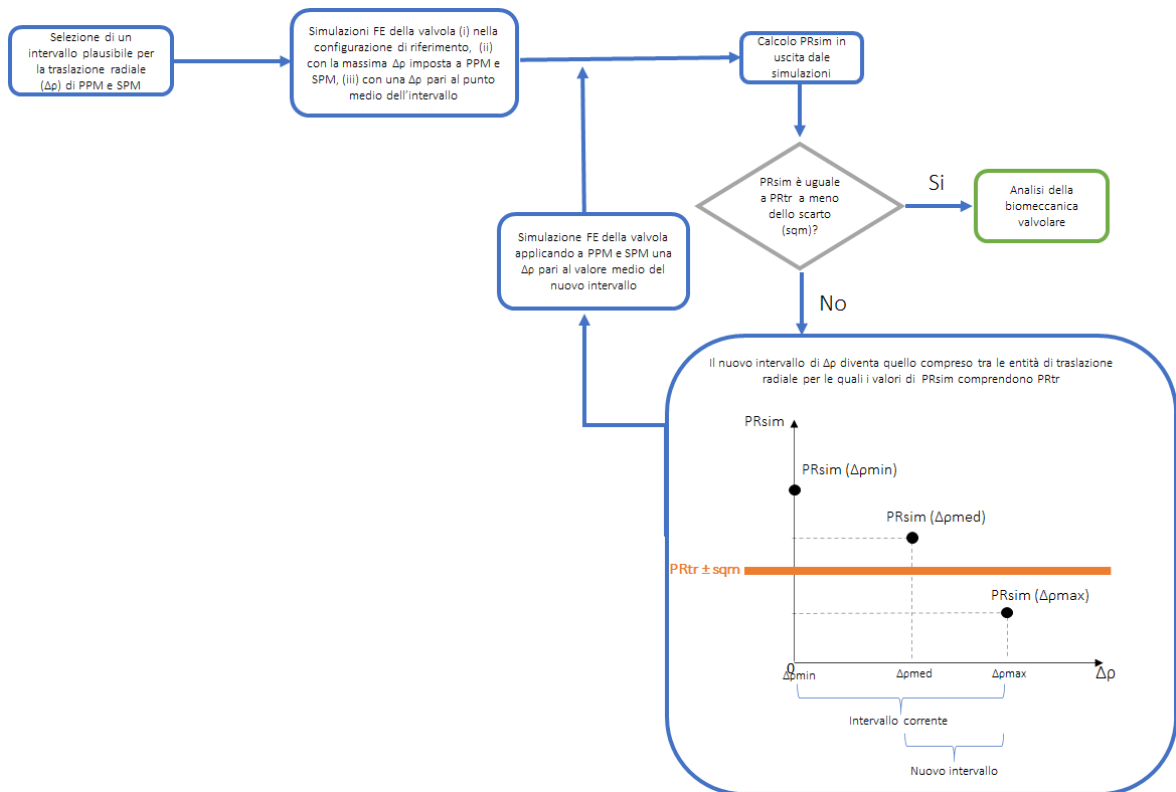 Selezione di un
intervallo plausibile per
la traslazione radiale
(Δρ) di PPM e SPM
Simulazioni FE della valvola (i) nella
configurazione di riferimento, (ii)
con la massima Δρ imposta a PPM e
SPM, (iii) con una Δρ pari al punto
medio dell'intervallo
Calcolo PRsim in
uscita dale
simulazioni
PRsim è uguale
a PRtr a meno
dello scarto
(sqm)?
Si
Analisi della
biomeccanica
valvolare
Simulazione FE della valvola
applicando a PPM e SPM una
Δρ pari al valore medio del
nuovo intervallo
No
Il nuovo intervallo di Δρ diventa quello compreso tra le entità di traslazione
radiale per le quali i valori di PRsim comprendono PRtr
PRsim
PRsim (Δρmin)
PRsim (Δρmed)
PRtr ± sqm
PRsim (Δρmax)
0
Δρmin
Δρmed
Δρmax
Δρ
Intervallo corrente
Nuovo intervallo